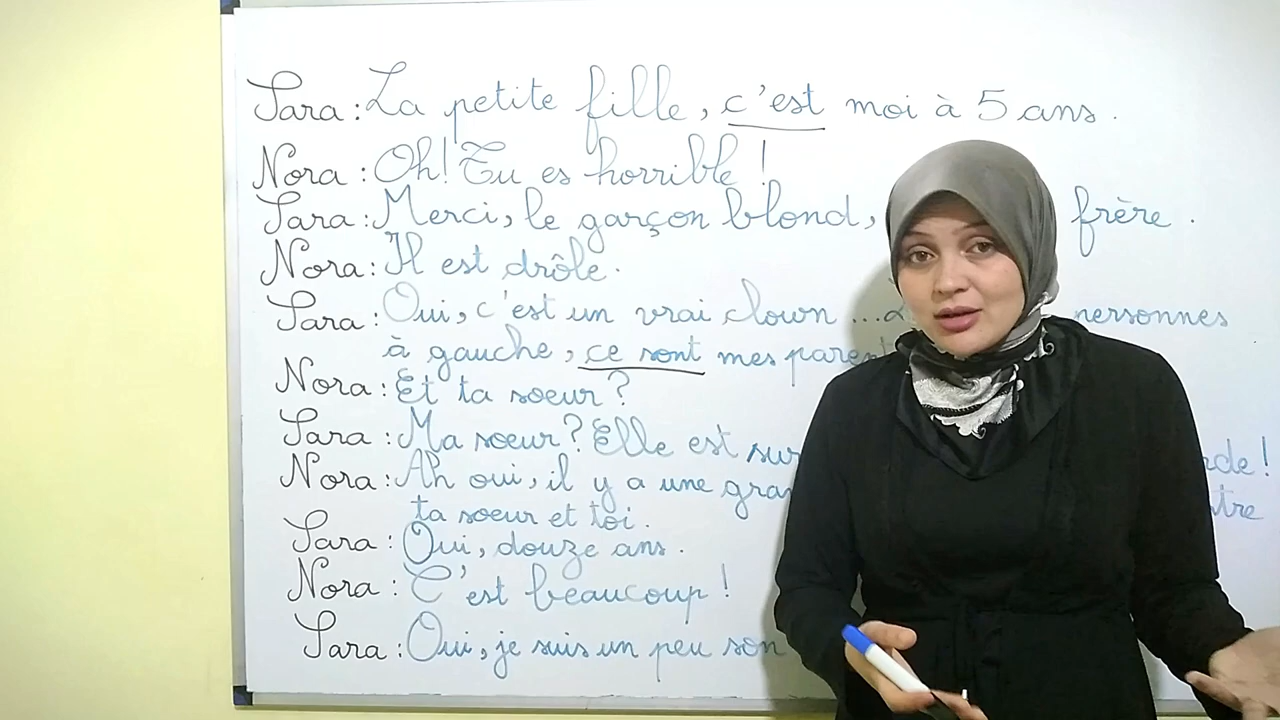 Sara : La petite fille, c'est moi à 5 ans.
Nora : Oh! Tu es horrible !
Sara : Merci, le garçon blond, frère.
Nora : Il est drôle.
Sara : Oui, c'est un vrai clown ... personnes
à gauche, ce sont mes
Nora : Et ta soeur ?
Sara : Ma soeur ? Elle est sur
Nora : Ah oui, il y a une
ta soeur et toi.
Sara : Oui, douze ans.
Nora : C'est beaucoup !
Sara : Oui, je suis un peu son